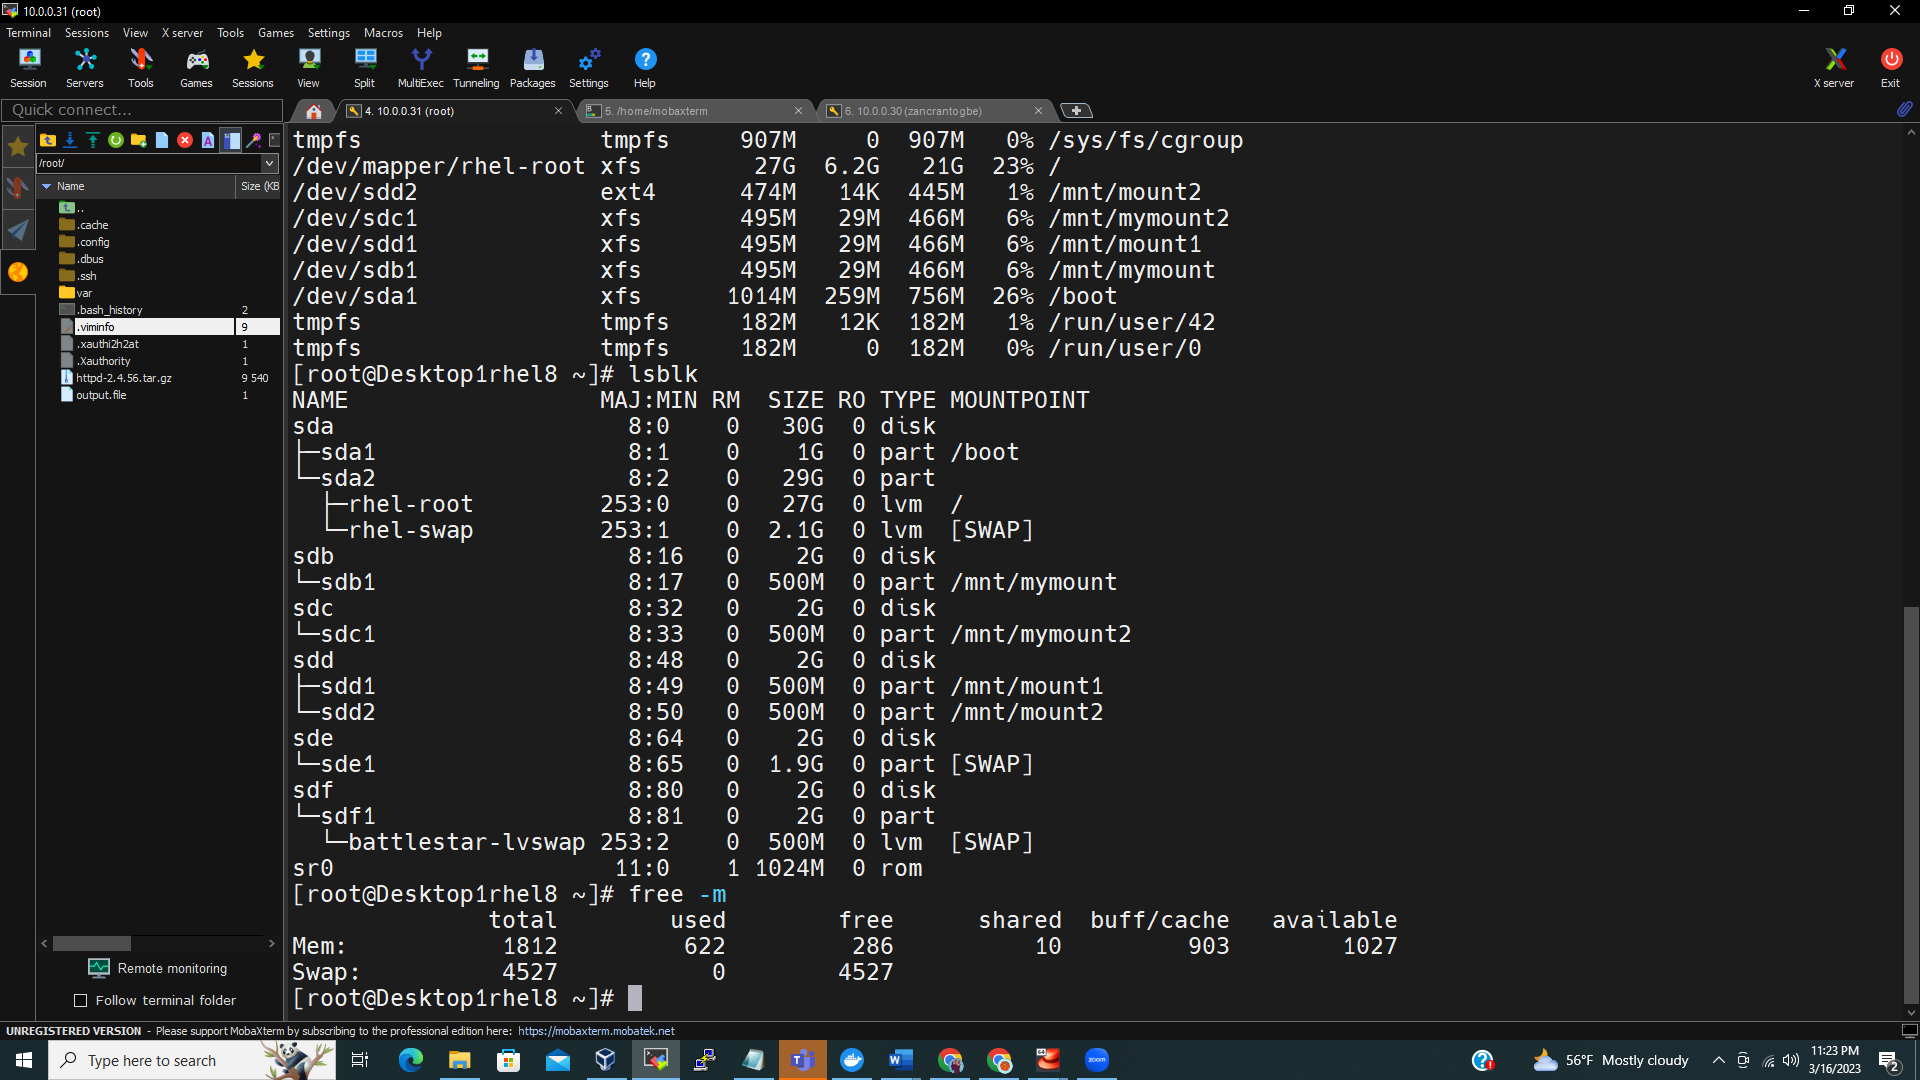 10.0.0.31 (root)
Terminal Sessions View X server Tools Games Settings Macros Help
Session Servers Tools Games Sessions View Split MultiExec Tunneling Packages Settings Help X server Exit
Quick connect...
4. 10.0.0.31 (root)
5. /home/mobaxterm
6. 10.0.0.30 (zancrantogbe)
/root/
Name Size (KB
..
.cache
.config
.dbus
.ssh
var
.bash_history 2
.viminfo 9
.xauthi2h2at 1
.Xauthority 1
httpd-2.4.56.tar.gz 9 540
output.file 1
Remote monitoring
Follow terminal folder
tmpfs tmpfs 907M 0 907M 0% /sys/fs/cgroup
/dev/mapper/rhel-root xfs 27G 6.2G 21G 23% /
/dev/sdd2 ext4 474M 14K 445M 1% /mnt/mount2
/dev/sdc1 xfs 495M 29M 466M 6% /mnt/mymount2
/dev/sdd1 xfs 495M 29M 466M 6% /mnt/mount1
/dev/sdb1 xfs 495M 29M 466M 6% /mnt/mymount
/dev/sda1 xfs 1014M 259M 756M 26% /boot
tmpfs tmpfs 182M 12K 182M 1% /run/user/42
tmpfs tmpfs 182M 0 182M 0% /run/user/0
[root@Desktop1rhel8 ~]# lsblk
NAME MAJ:MIN RM SIZE RO TYPE MOUNTPOINT
sda 8:0 0 30G 0 disk
├─sda1 8:1 0 1G 0 part /boot
└─sda2 8:2 0 29G 0 part
├─rhel-root 253:0 0 27G 0 lvm /
└─rhel-swap 253:1 0 2.1G 0 lvm [SWAP]
sdb 8:16 0 2G 0 disk
└─sdb1 8:17 0 500M 0 part /mnt/mymount
sdc 8:32 0 2G 0 disk
└─sdc1 8:33 0 500M 0 part /mnt/mymount2
sdd 8:48 0 2G 0 disk
├─sdd1 8:49 0 500M 0 part /mnt/mount1
└─sdd2 8:50 0 500M 0 part /mnt/mount2
sde 8:64 0 2G 0 disk
└─sde1 8:65 0 1.9G 0 part [SWAP]
sdf 8:80 0 2G 0 disk
└─sdf1 8:81 0 2G 0 part
└─battlestar-lvswap 253:2 0 500M 0 lvm [SWAP]
sr0 11:0 1 1024M 0 rom
[root@Desktop1rhel8 ~]# free -m
total used free shared buff/cache available
Mem: 1812 622 286 10 903 1027
Swap: 4527 0 4527
[root@Desktop1rhel8 ~]#
UNREGISTERED VERSION - Please support MobaXterm by subscribing to the professional edition here: https://mobaxterm.mobatek.net
Type here to search
56°F Mostly cloudy
11:23 PM
3/16/2023
2